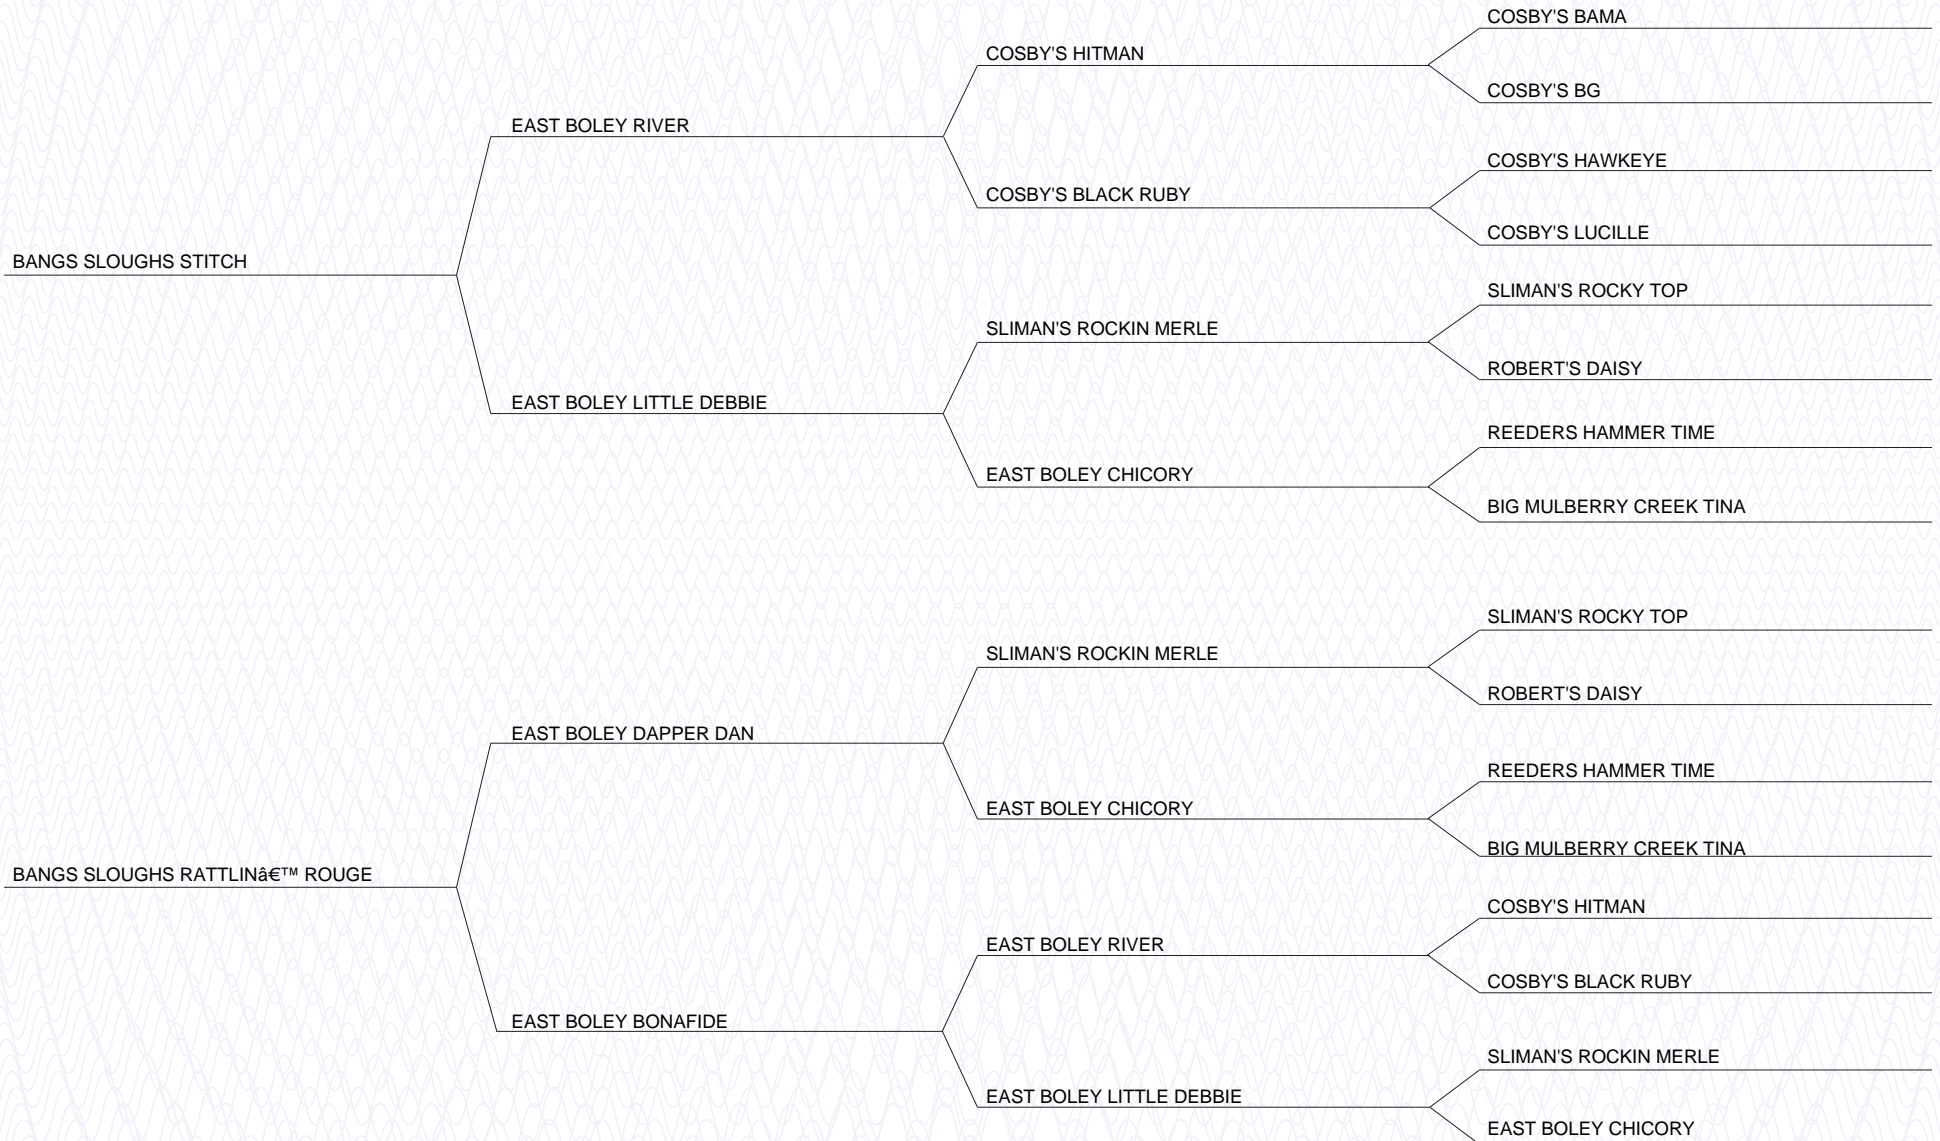 COSBY'S BAMA
COSBY'S HITMAN
COSBY'S BG
EAST BOLEY RIVER
COSBY'S HAWKEYE
COSBY'S BLACK RUBY
COSBY'S LUCILLE
BANGS SLOUGHS STITCH
SLIMAN'S ROCKY TOP
SLIMAN'S ROCKIN MERLE
ROBERT'S DAISY
EAST BOLEY LITTLE DEBBIE
REEDERS HAMMER TIME
EAST BOLEY CHICORY
BIG MULBERRY CREEK TINA
SLIMAN'S ROCKY TOP
SLIMAN'S ROCKIN MERLE
ROBERT'S DAISY
EAST BOLEY DAPPER DAN
REEDERS HAMMER TIME
EAST BOLEY CHICORY
BIG MULBERRY CREEK TINA
BANGS SLOUGHS RATTLINâ€™ ROUGE
COSBY'S HITMAN
EAST BOLEY RIVER
COSBY'S BLACK RUBY
EAST BOLEY BONAFIDE
SLIMAN'S ROCKIN MERLE
EAST BOLEY LITTLE DEBBIE
EAST BOLEY CHICORY